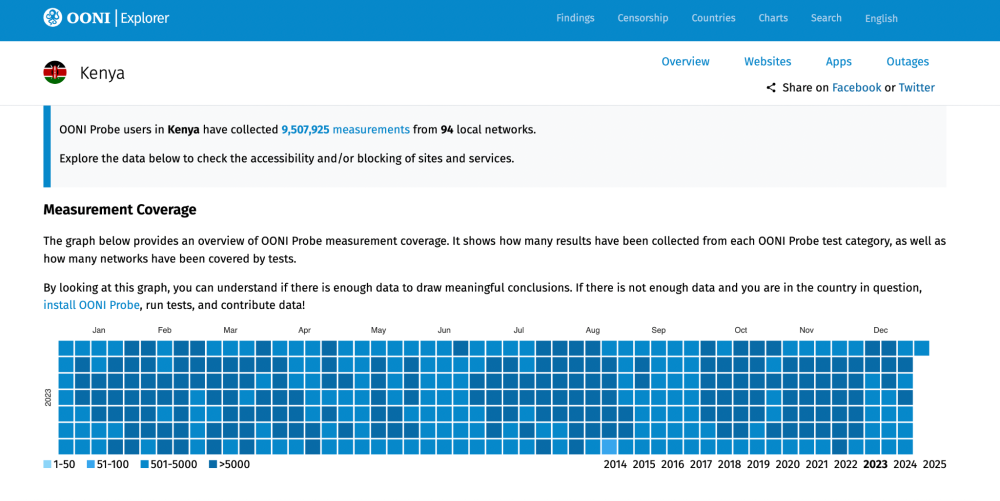 OONI Explorer
Findings Censorship Countries Charts Search English
Kenya
Overview Websites Apps Outages
Share on Facebook or Twitter
OONI Probe users in Kenya have collected 9,507,925 measurements from 94 local networks.
Explore the data below to check the accessibility and/or blocking of sites and services.
Measurement Coverage
The graph below provides an overview of OONI Probe measurement coverage. It shows how many results have been collected from each OONI Probe test category, as well as
how many networks have been covered by tests.
By looking at this graph, you can understand if there is enough data to draw meaningful conclusions. If there is not enough data and you are in the country in question,
install OONI Probe, run tests, and contribute data!
Jan Feb Mar Apr May Jun Jul Aug Sep Oct Nov Dec
2023
1-50 51-100 501-5000 >5000
2014 2015 2016 2017 2018 2019 2020 2021 2022 2023 2024 2025